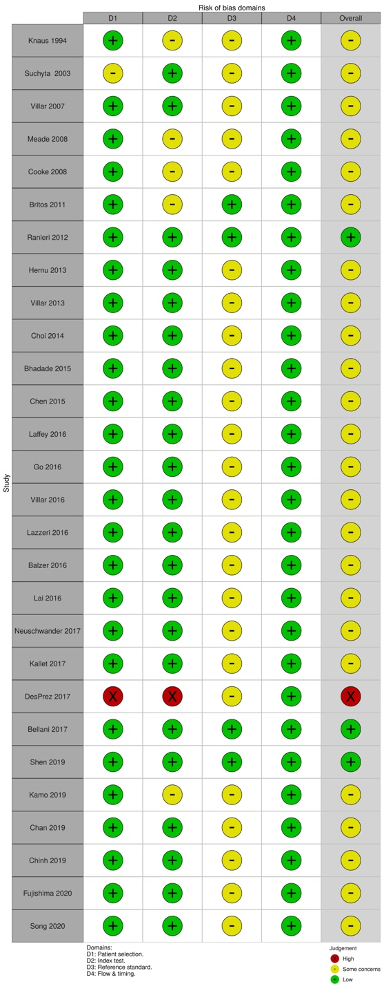 Risk of bias domains
D1 D2 D3 D4 Overall
Study
Knaus 1994 + - - + -
Suchyta 2003 - + - + -
Villar 2007 + + - + -
Meade 2008 + - - + -
Cooke 2008 + - - + -
Britos 2011 + - + + -
Ranieri 2012 + + + + +
Hernu 2013 + + - + -
Villar 2013 + + - + -
Choi 2014 + + - + -
Bhadade 2015 + + - + -
Chen 2015 + + - + -
Laffey 2016 + + - + -
Go 2016 + + - + -
Villar 2016 + + - + -
Lazzeri 2016 + + - + -
Balzer 2016 + + - + -
Lai 2016 + + - + -
Neuschwander 2017 + + - + -
Kallet 2017 + + - + -
DesPrez 2017 X X - + X
Bellani 2017 + + + + +
Shen 2019 + + + + +
Kamo 2019 + - - + -
Chan 2019 + + - + -
Chinh 2019 + + - + -
Fujishima 2020 + + - + -
Song 2020 + + - + -
Domains:
D1: Patient selection.
D2: Index test.
D3: Reference standard.
D4: Flow & timing.
Judgement
X High
- Some concerns
+ Low